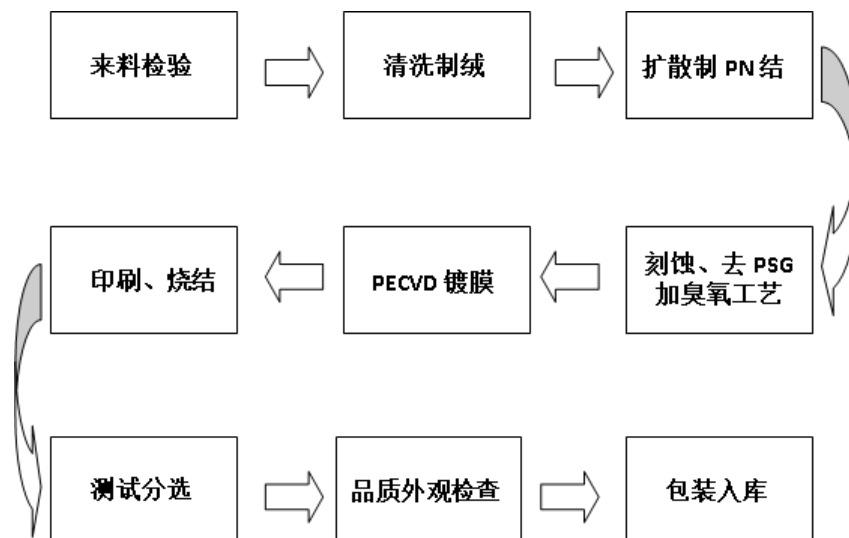 来料检验
清洗制绒
扩散制 PN 结
刻蚀、去 PSG
加臭氧工艺
PECVD 镀膜
印刷、烧结
测试分选
品质外观检查
包装入库